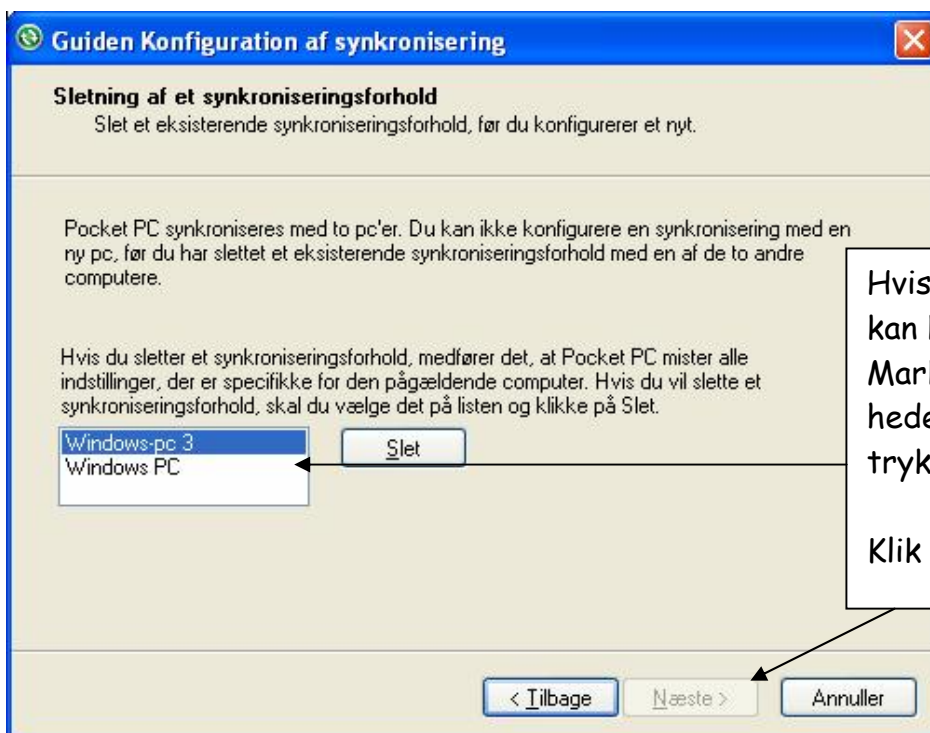 Guiden Konfiguration af synkronisering
Sletning af et synkroniseringsforhold
Slet et eksisterende synkroniseringsforhold, før du konfigurerer et nyt.
Pocket PC synkroniseres med to pc'er. Du kan ikke konfigurere en synkronisering med en
ny pc, før du har slettet et eksisterende synkroniseringsforhold med en af de to andre
computere.
Hvis du sletter et synkroniseringsforhold, medfører det, at Pocket PC mister alle
indstillinger, der er specifikke for den pågældende computer. Hvis du vil slette et
synkroniseringsforhold, skal du vælge det på listen og klikke på Slet.
Windows-pc 3
Windows PC
Slet
Hvis
kan
Mar
hede
tryk
Klik
< Tilbage
Næste >
Annuller